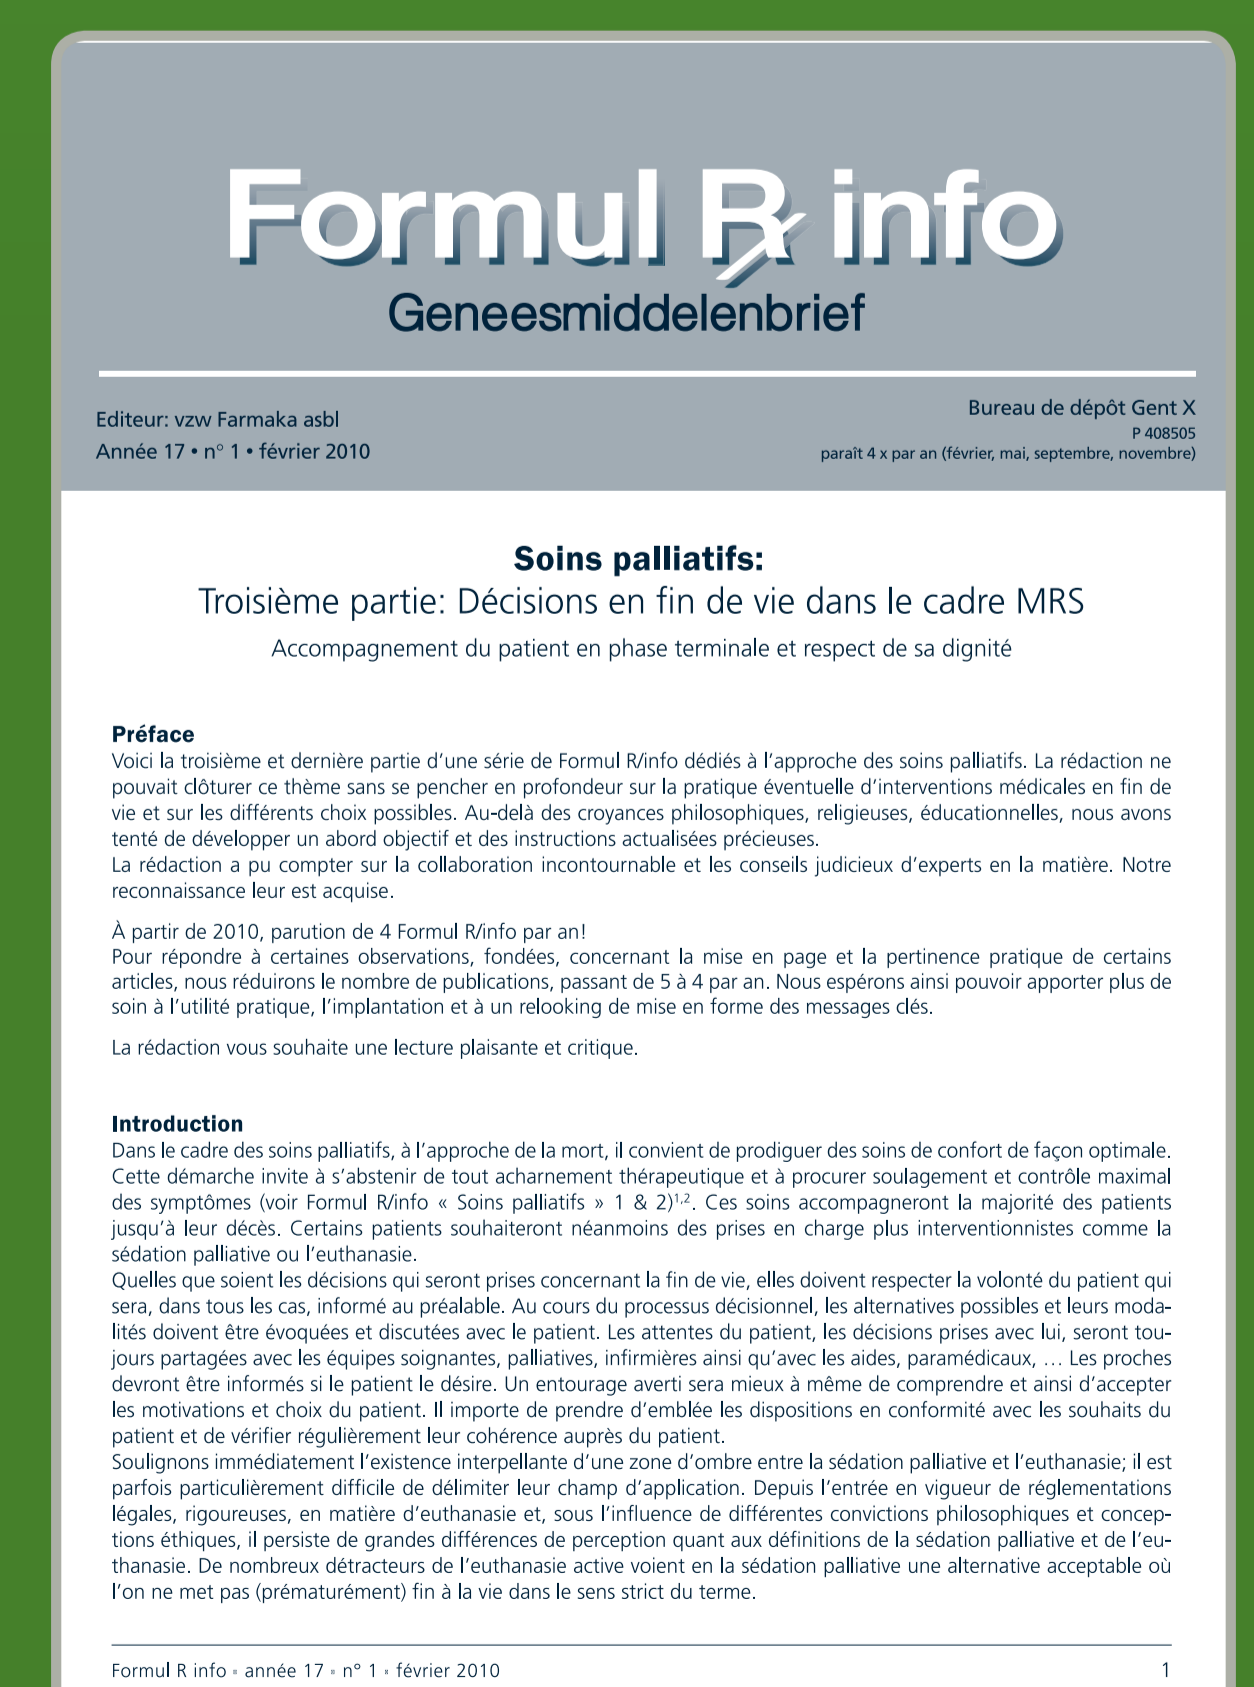 Formul R info
Geneesmiddelenbrief
Editeur: vzw Farmaka asbl
Année 17 • n° 1 • février 2010
Bureau de dépôt Gent X
P 408505
paraît 4 x par an (février, mai, septembre, novembre)
Soins palliatifs:
Troisième partie: Décisions en fin de vie dans le cadre MRS
Accompagnement du patient en phase terminale et respect de sa dignité
Préface
Voici la troisième et dernière partie d'une série de Formul R/info dédiés à l'approche des soins palliatifs. La rédaction ne
pouvait clôturer ce thème sans se pencher en profondeur sur la pratique éventuelle d'interventions médicales en fin de
vie et sur les différents choix possibles. Au-delà des croyances philosophiques, religieuses, éducationnelles, nous avons
tenté de développer un abord objectif et des instructions actualisées précieuses.
La rédaction a pu compter sur la collaboration incontournable et les conseils judicieux d'experts en la matière. Notre
reconnaissance leur est acquise.
À partir de 2010, parution de 4 Formul R/info par an!
Pour répondre à certaines observations, fondées, concernant la mise en page et la pertinence pratique de certains
articles, nous réduirons le nombre de publications, passant de 5 à 4 par an. Nous espérons ainsi pouvoir apporter plus de
soin à l'utilité pratique, l'implantation et à un relooking de mise en forme des messages clés.
La rédaction vous souhaite une lecture plaisante et critique.
Introduction
Dans le cadre des soins palliatifs, à l'approche de la mort, il convient de prodiguer des soins de confort de façon optimale.
Cette démarche invite à s'abstenir de tout acharnement thérapeutique et à procurer soulagement et contrôle maximal
des symptômes (voir Formul R/info « Soins palliatifs » 1 & 2)1,2. Ces soins accompagneront la majorité des patients
jusqu'à leur décès. Certains patients souhaiteront néanmoins des prises en charge plus interventionnistes comme la
sédation palliative ou l'euthanasie.
Quelles que soient les décisions qui seront prises concernant la fin de vie, elles doivent respecter la volonté du patient qui
sera, dans tous les cas, informé au préalable. Au cours du processus décisionnel, les alternatives possibles et leurs moda-
lités doivent être évoquées et discutées avec le patient. Les attentes du patient, les décisions prises avec lui, seront tou-
jours partagées avec les équipes soignantes, palliatives, infirmières ainsi qu'avec les aides, paramédicaux, … Les proches
devront être informés si le patient le désire. Un entourage averti sera mieux à même de comprendre et ainsi d'accepter
les motivations et choix du patient. Il importe de prendre d'emblée les dispositions en conformité avec les souhaits du
patient et de vérifier régulièrement leur cohérence auprès du patient.
Soulignons immédiatement l'existence interpellante d'une zone d'ombre entre la sédation palliative et l'euthanasie; il est
parfois particulièrement difficile de délimiter leur champ d'application. Depuis l'entrée en vigueur de réglementations
légales, rigoureuses, en matière d'euthanasie et, sous l'influence de différentes convictions philosophiques et concep-
tions éthiques, il persiste de grandes différences de perception quant aux définitions de la sédation palliative et de l'eu-
thanasie. De nombreux détracteurs de l'euthanasie active voient en la sédation palliative une alternative acceptable où
l'on ne met pas (prématurément) fin à la vie dans le sens strict du terme.
Formul R info • année 17 • n° 1 • février 2010
1